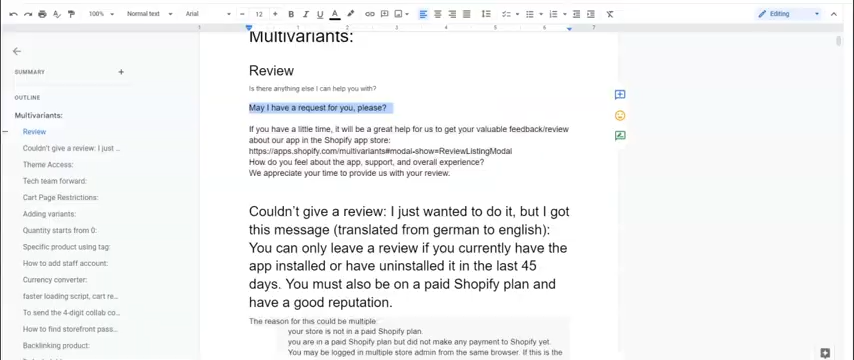 100%
Normal text
Arial
12
Editing
1
1
2
3
4
5
6
7
SUMMARY
OUTLINE
Multivariants:
Review
Couldn't give a review: I just ...
Theme Access:
Tech team forward:
Cart Page Restrictions:
Adding variants:
Quantity starts from 0:
Specific product using tag:
How to add staff account:
Currency converter:
faster loading script, cart re...
To send the 4-digit collab co...
How to find storefront pass...
Backlinking product:
Multivariants:
Review
Is there anything else I can help you with?
May I have a request for you, please?
If you have a little time, it will be a great help for us to get your valuable feedback/review
about our app in the Shopify app store:
https://apps.shopify.com/multivariants#modal-show=ReviewListingModal
How do you feel about the app, support, and overall experience?
We appreciate your time to provide us with your review.
Couldn't give a review: I just wanted to do it, but I got
this message (translated from german to english):
You can only leave a review if you currently have the
app installed or have uninstalled it in the last 45
days. You must also be on a paid Shopify plan and
have a good reputation.
The reason for this could be multiple:
your store is not in a paid Shopify plan.
you are in a paid Shopify plan but did not make any payment to Shopify yet.
You may be logged in multiple store admin from the same browser. If this is the